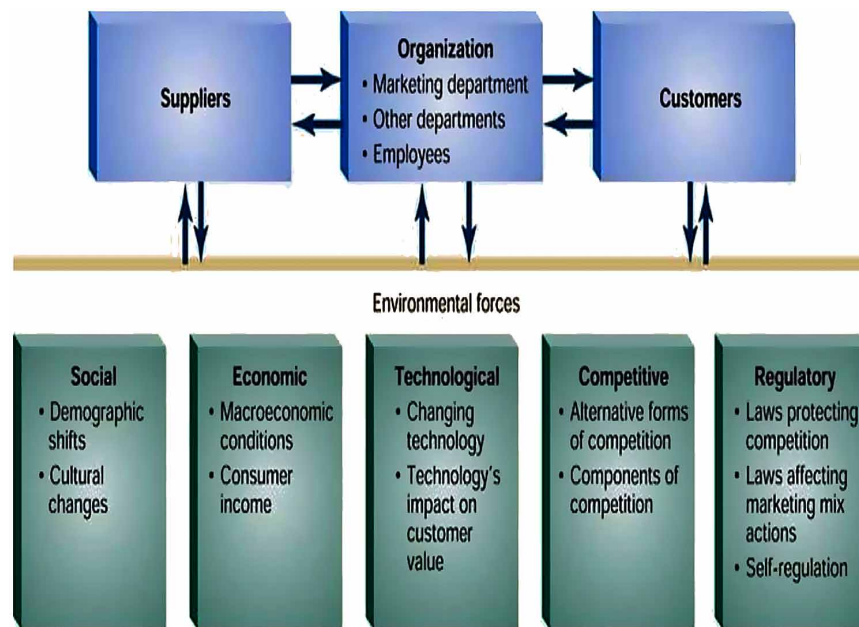 Suppliers
Organization
• Marketing department
• Other departments
• Employees
Customers
Environmental forces
Social
• Demographic
shifts
• Cultural
changes
Economic
• Macroeconomic
conditions
• Consumer
income
Technological
• Changing
technology
• Technology's
impact on
customer
value
Competitive
• Alternative forms
of competition
• Components of
competition
Regulatory
• Laws protecting
competition
• Laws affecting
marketing mix
actions
• Self-regulation